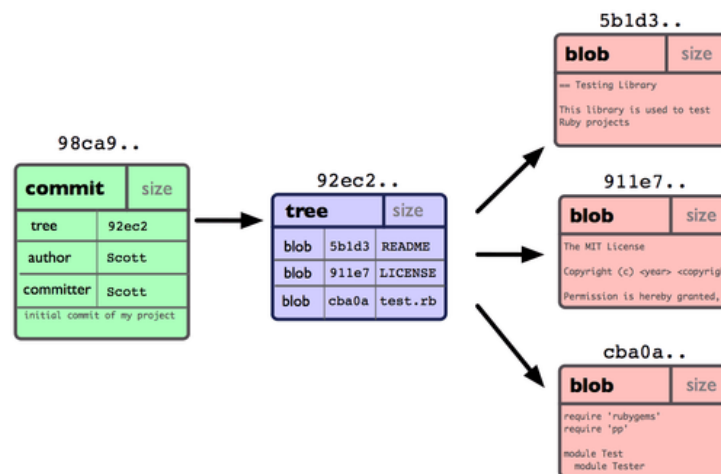 98ca9..
commit size
tree 92ec2
author Scott
committer Scott
initial commit of my project
92ec2..
tree size
blob 5b1d3 README
blob 911e7 LICENSE
blob cba0a test.rb
5b1d3..
blob size
== Testing Library
This library is used to test
Ruby projects
911e7..
blob size
The MIT License
Copyright (c) <year> <copyrigh
Permission is hereby granted,
cba0a..
blob size
require 'rubygems'
require 'pp'
module Test
module Tester